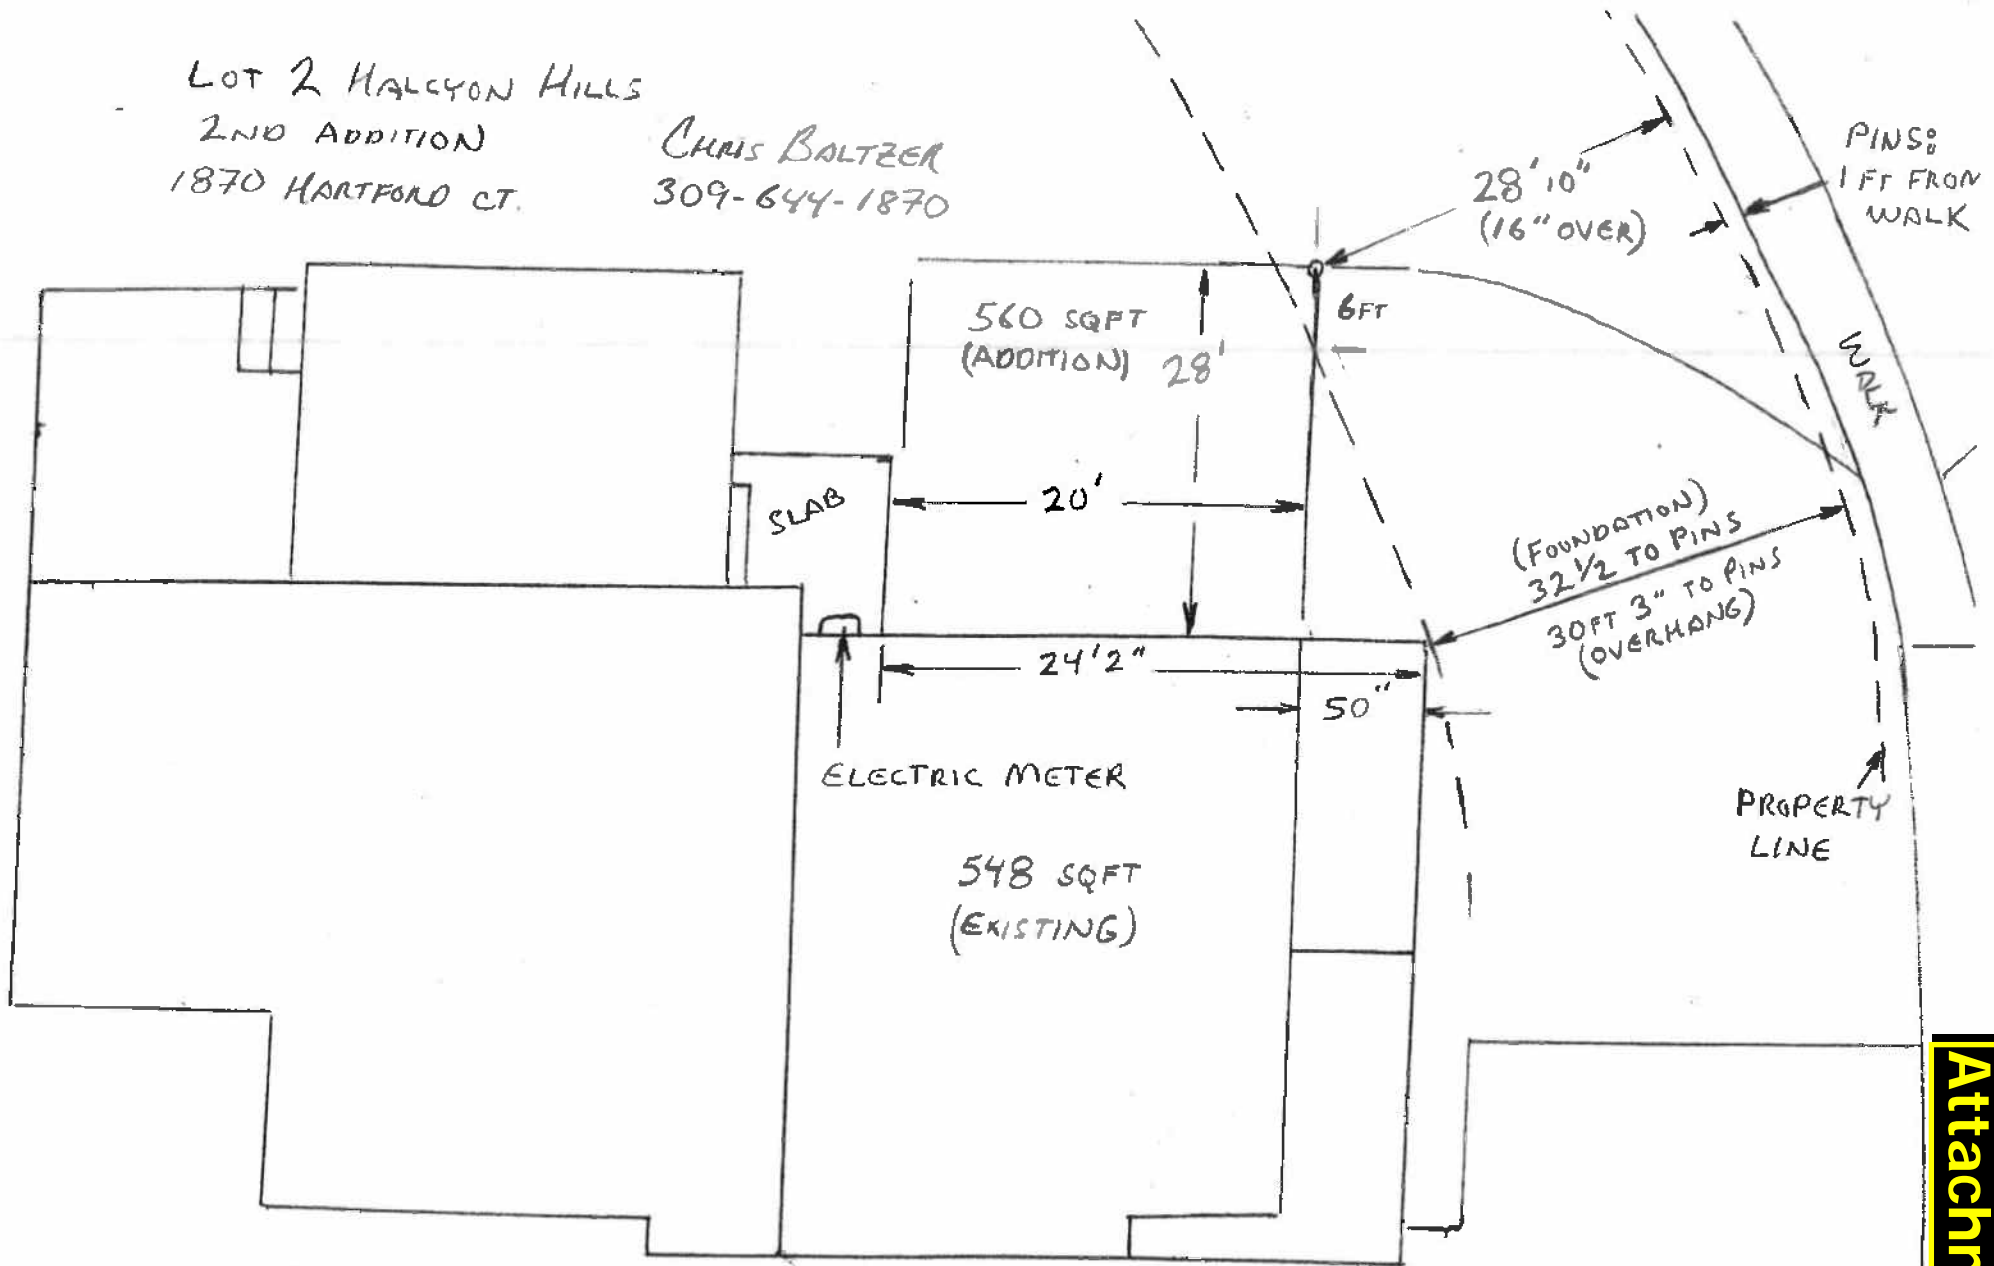 LOT 2 HALCYON HILLS
2ND ADDITION
1870 HARTFORD CT.
CHRIS BALTZER
309-644-1870
28'10"
(16" OVER)
PINS:
1 FT FROM
WALK
WALK
560 SQFT
(ADDITION)
28'
6FT
SLAB
20'
(FOUNDATION)
32 1/2 TO PINS
30FT 3" TO PINS
(OVERHANG)
24'2"
50"
ELECTRIC METER
PROPERTY
LINE
548 SQFT
(EXISTING)